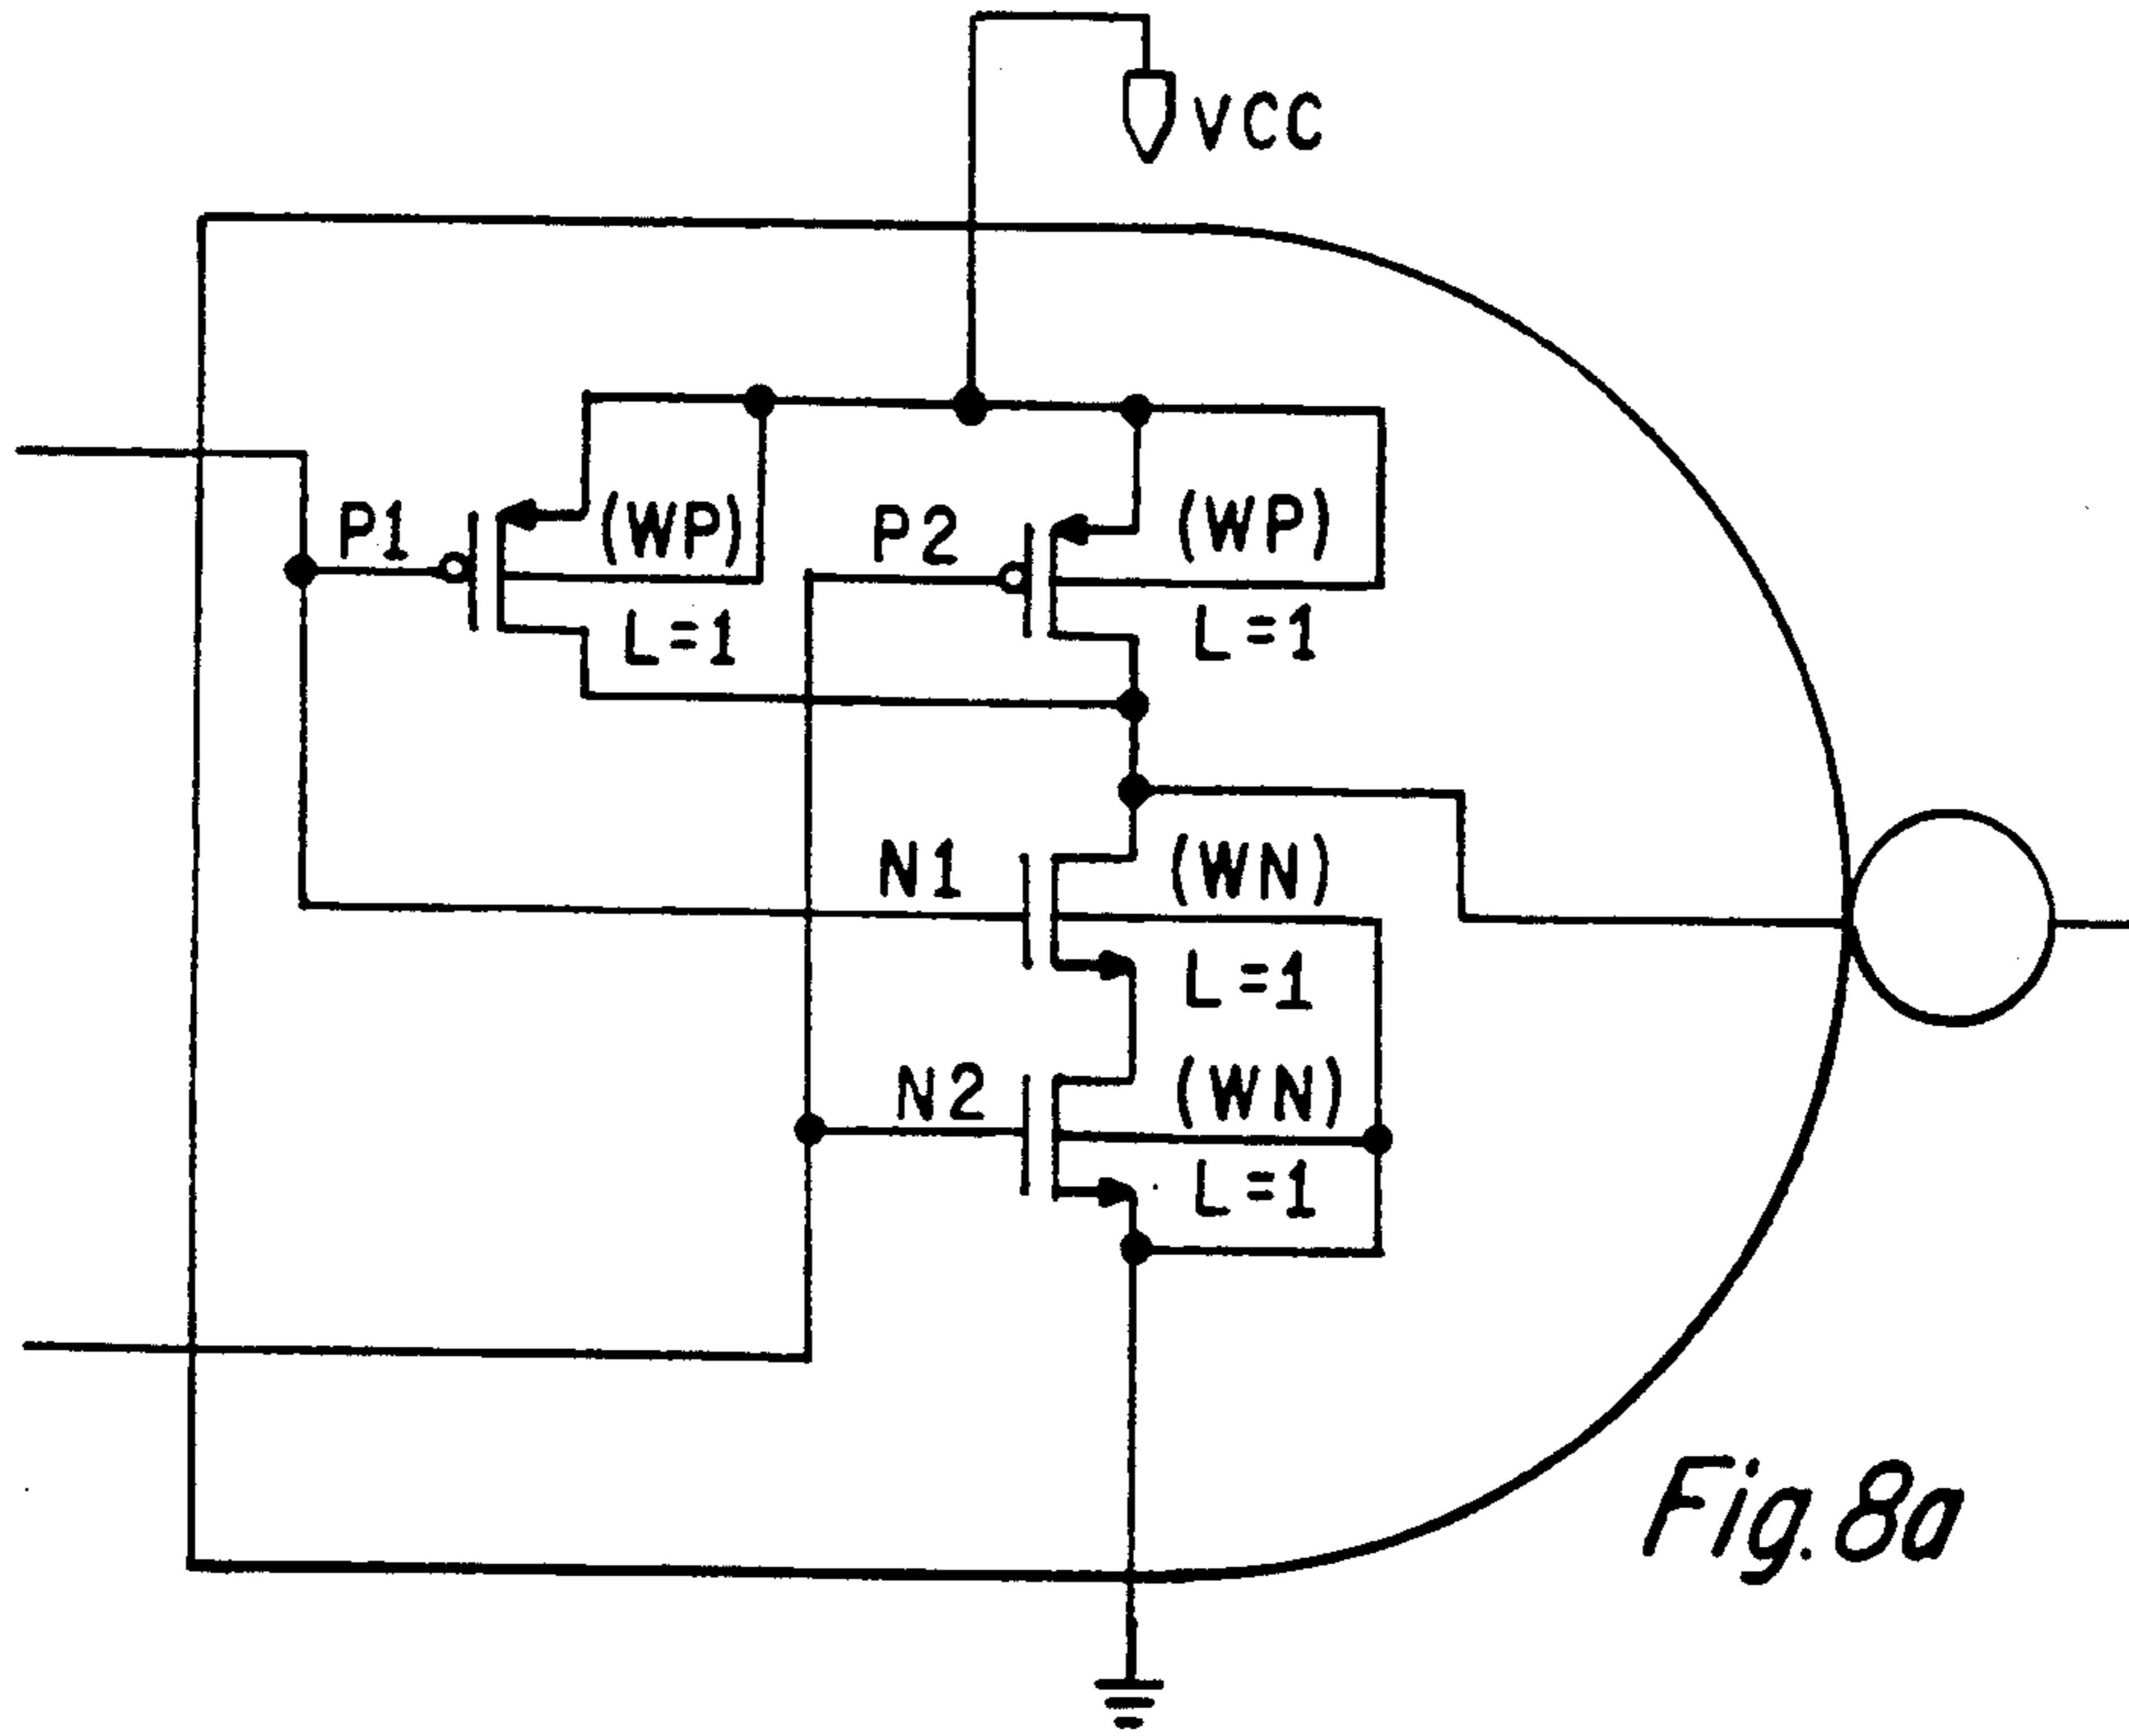 VCC
P1
(WP)
L=1
P2
(WP)
L=1
N1
(WN)
L=1
N2
(WN)
L=1
Fig.8a